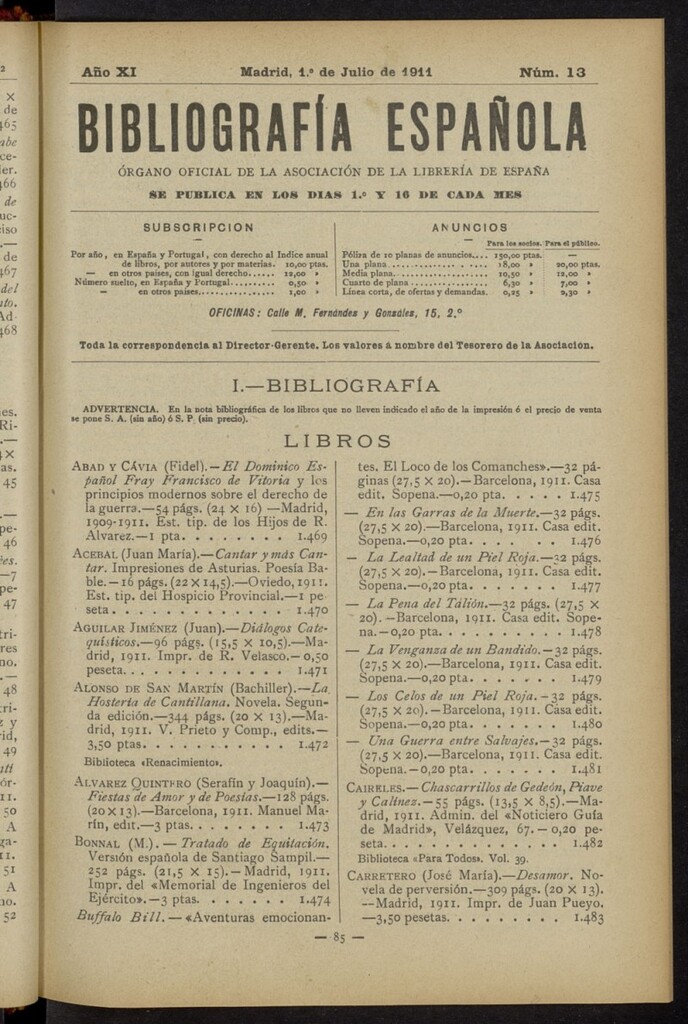 Año XI
Madrid, 1.º de Julio de 1911
Núm. 13
BIBLIOGRAFÍA ESPAÑOLA
ÓRGANO OFICIAL DE LA ASOCIACIÓN DE LA LIBRERÍA DE ESPAÑA
SE PUBLICA EN LOS DIAS 1.º Y 16 DE CADA MES
SUBSCRIPCION
Por año, en España y Portugal, con derecho al Indice anual
de libros, por autores y por materias. 10,00 ptas.
— en otros países, con igual derecho...... 12,00 »
Número suelto, en España y Portugal......... 0,50 »
— en otros países............... 1,00 »
ANUNCIOS
Para los socios. Para el público.
Póliza de 10 planas de anuncios.... 150,00 ptas. —
Una plana.................... 18,00 » 20,00 ptas.
Media plana.................... 10,50 » 12,00 »
Cuarto de plana................. 6,30 » 7,00 »
Línea corta, de ofertas y demandas. 0,25 » 0,30 »
OFICINAS: Calle M. Fernández y González, 15, 2.º
Toda la correspondencia al Director-Gerente. Los valores a nombre del Tesorero de la Asociación.
I.—BIBLIOGRAFÍA
ADVERTENCIA. En la nota bibliográfica de los libros que no lleven indicado el año de la impresión ó el precio de venta
se pone S. A. (sin año) ó S. P. (sin precio).
LIBROS
ABAD Y CÁVIA (Fidel).—El Dominico Es-
pañol Fray Francisco de Vitoria y los
principios modernos sobre el derecho de
la guerra.—54 págs. (24 × 16) —Madrid,
1909-1911. Est. tip. de los Hijos de R.
Alvarez.—1 pta. . . . . . . . 1.469
ACEBAL (Juan María).—Cantar y más Can-
tar. Impresiones de Asturias. Poesía Ba-
ble.—16 págs. (22 × 14,5).—Oviedo, 1911.
Est. tip. del Hospicio Provincial.—1 pe-
seta . . . . . . . . . . . . 1.470
AGUILAR JIMÉNEZ (Juan).—Diálogos Cate-
quísticos.—96 págs. (15,5 × 10,5).—Ma-
drid, 1911. Impr. de R. Velasco.—0,50
peseta. . . . . . . . . . . . 1.471
ALONSO DE SAN MARTÍN (Bachiller).—La
Hostería de Cantillana. Novela. Segun-
da edición.—344 págs. (20 × 13).—Ma-
drid, 1911. V. Prieto y Comp., edits.—
3,50 ptas. . . . . . . . . . . 1.472
Biblioteca «Renacimiento».
ALVAREZ QUINTERO (Serafín y Joaquín).—
Fiestas de Amor y de Poesías.—128 págs.
(20 × 13).—Barcelona, 1911. Manuel Ma-
rín, edit.—3 ptas. . . . . . . . 1.473
BONNAL (M.).—Tratado de Equitación.
Versión española de Santiago Sampil.—
252 págs. (21,5 × 15).—Madrid, 1911.
Impr. del «Memorial de Ingenieros del
Ejército».—3 ptas. . . . . . . 1.474
Buffalo Bill.—«Aventuras emocionan-
tes. El Loco de los Comanches».—32 pá-
ginas (27,5 × 20).—Barcelona, 1911. Casa
edit. Sopena.—0,20 pta. . . . . 1.475
— En las Garras de la Muerte.—32 págs.
(27,5 × 20).—Barcelona, 1911. Casa edit.
Sopena.—0,20 pta. . . . . . . 1.476
— La Lealtad de un Piel Roja.—32 págs.
(27,5 × 20).—Barcelona, 1911. Casa edit.
Sopena.—0,20 pta. . . . . . . 1.477
— La Pena del Talión.—32 págs. (27,5 ×
20).—Barcelona, 1911. Casa edit. Sope-
na.—0,20 pta. . . . . . . . . 1.478
— La Venganza de un Bandido.—32 págs.
(27,5 × 20).—Barcelona, 1911. Casa edit.
Sopena.—0,20 pta. . . . . . . 1.479
— Los Celos de un Piel Roja.—32 págs.
(27,5 × 20).—Barcelona, 1911. Casa edit.
Sopena.—0,20 pta. . . . . . . 1.480
— Una Guerra entre Salvajes.—32 págs.
(27,5 × 20).—Barcelona, 1911. Casa edit.
Sopena.—0,20 pta. . . . . . . 1.481
CAIRELES.—Chascarrillos de Gedeón, Piave
y Calínez.—55 págs. (13,5 × 8,5).—Ma-
drid, 1911. Admin. del «Noticiero Guía
de Madrid», Velázquez, 67.—0,20 pe-
seta. . . . . . . . . . . . . 1.482
Biblioteca «Para Todos». Vol. 39.
CARRETERO (José María).—Desamor. No-
vela de perversión.—309 págs. (20 × 13).
—Madrid, 1911. Impr. de Juan Pueyo.
—3,50 pesetas. . . . . . . . . 1.483
— 85 —